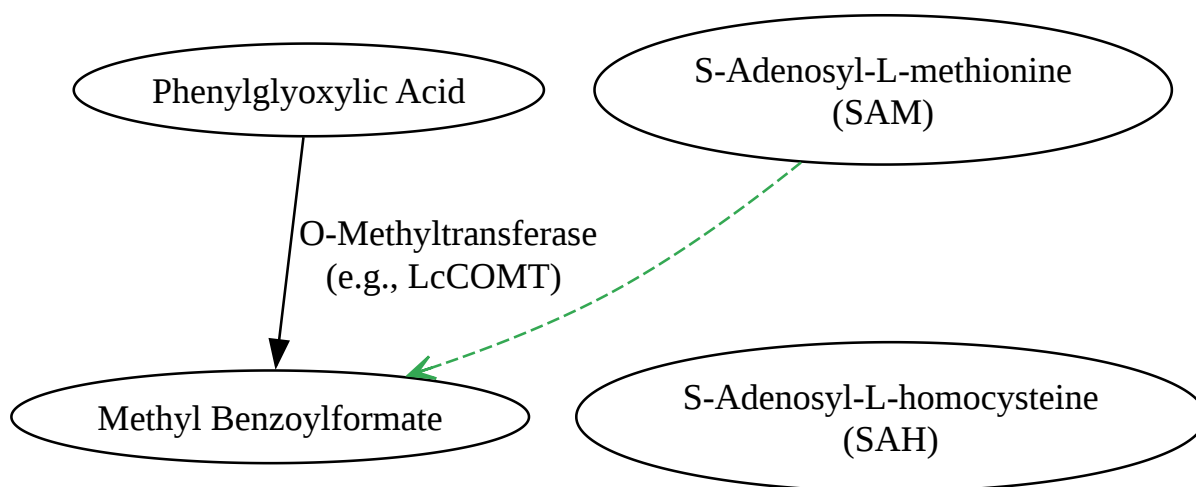 Phenylglyoxylic Acid
S-Adenosyl-L-methionine
(SAM)
O-Methyltransferase
(e.g., LcCOMT)
Methyl Benzoylformate
S-Adenosyl-L-homocysteine
(SAH)